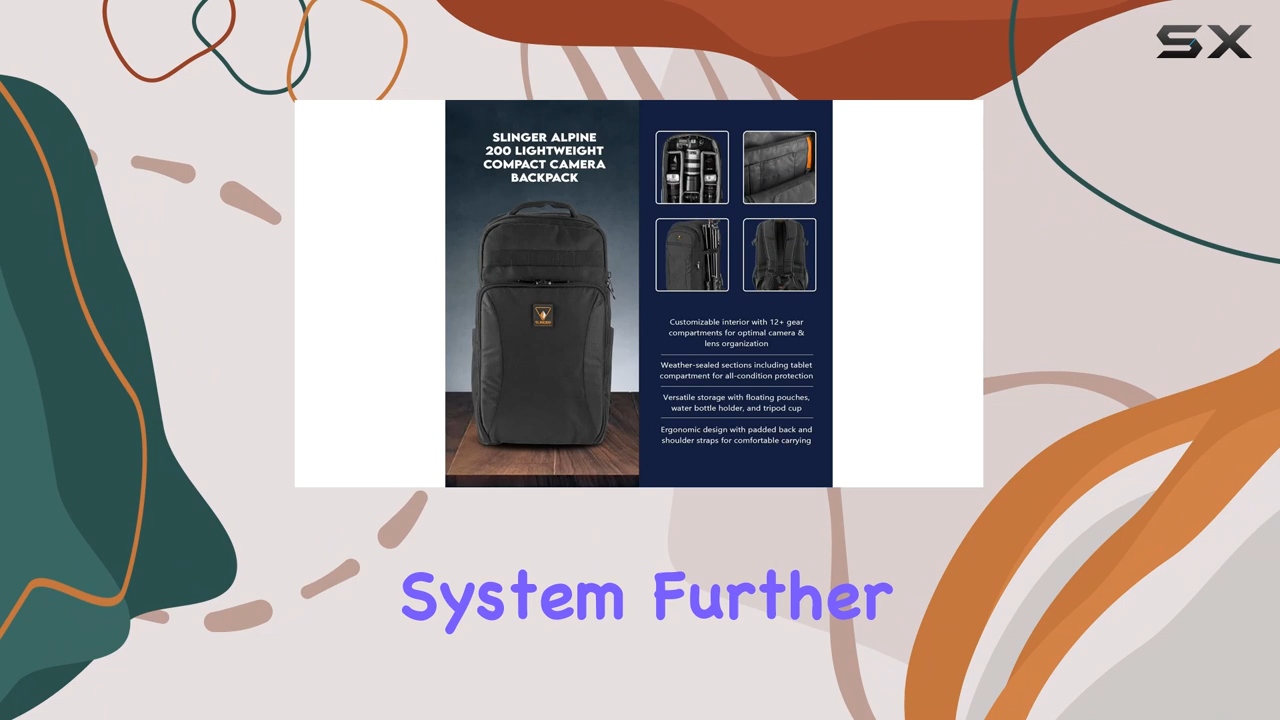 SX
SLINGER ALPINE
200 LIGHTWEIGHT
COMPACT CAMERA
BACKPACK
Customizable interior with 12+ gear
compartments for optimal camera &
lens organization
Weather-sealed sections including tablet
compartment for all-condition protection
Versatile storage with floating pouches,
water bottle holder, and tripod cup
Ergonomic design with padded back and
shoulder straps for comfortable carrying
System Further